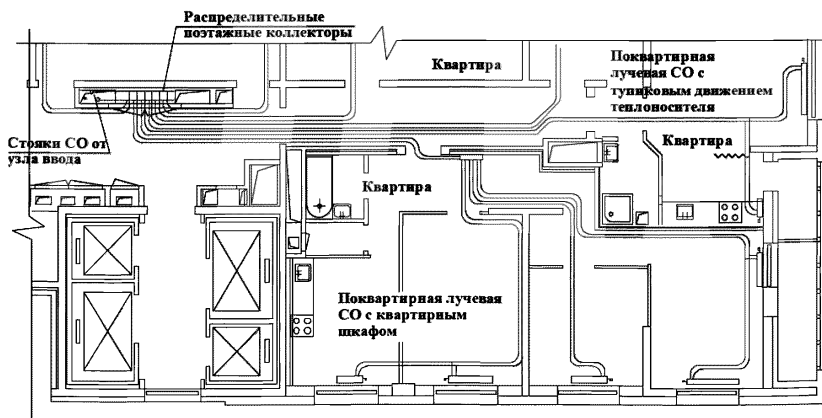 Распределительные
поэтажные коллекторы
Квартира
Поквартирная
лучевая СО с
тупиковым движением
теплоносителя
Стояки СО от
узла ввода
Квартира
Квартира
Поквартирная лучевая
СО с квартирным
шкафом